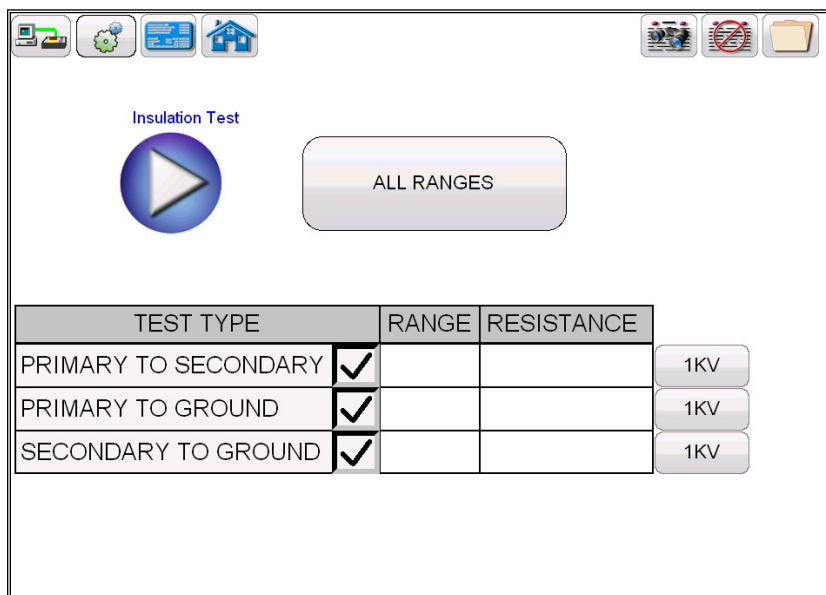 Insulation Test
ALL RANGES
TEST TYPE RANGE RESISTANCE
PRIMARY TO SECONDARY 1KV
PRIMARY TO GROUND 1KV
SECONDARY TO GROUND 1KV